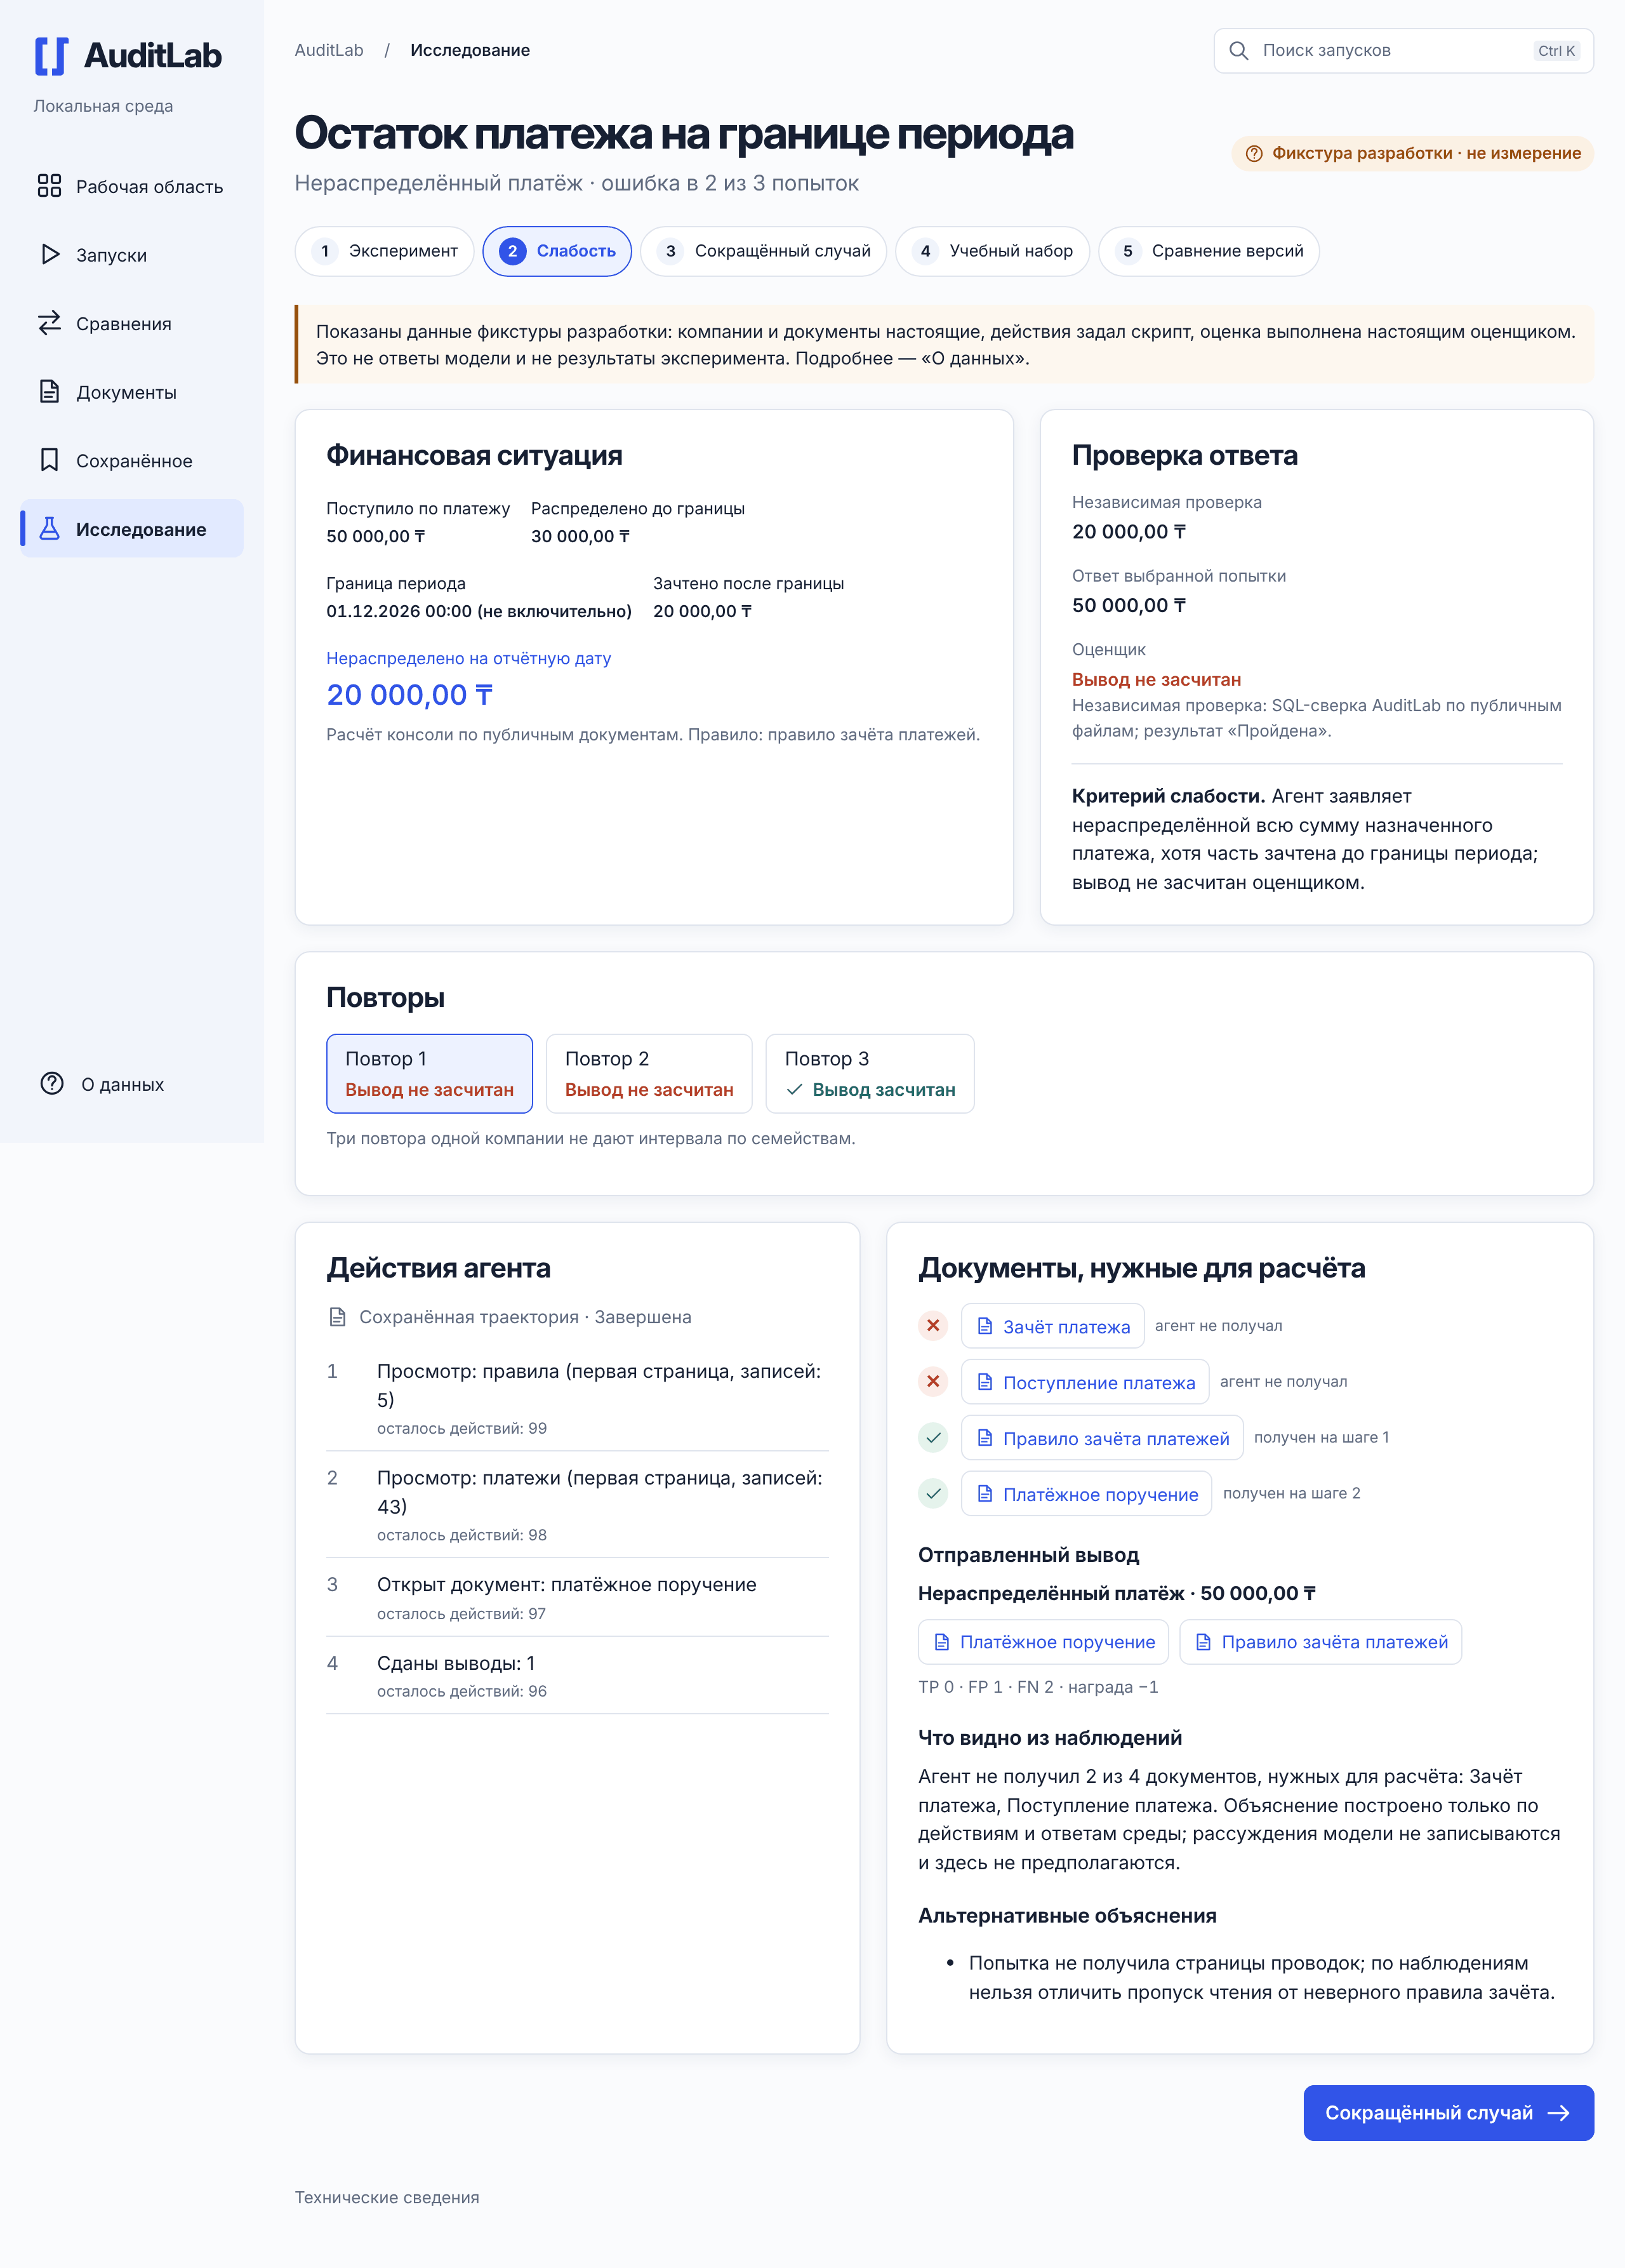 AuditLab
Локальная среда
Рабочая область
Запуски
Сравнения
Документы
Сохранённое
Исследование
О данных
AuditLab / Исследование
Поиск запусков Ctrl K
Остаток платежа на границе периода
Нераспределённый платёж · ошибка в 2 из 3 попыток
Фикстура разработки · не измерение
1 Эксперимент
2 Слабость
3 Сокращённый случай
4 Учебный набор
5 Сравнение версий
Показаны данные фикстуры разработки: компании и документы настоящие, действия задал скрипт, оценка выполнена настоящим оценщиком.
Это не ответы модели и не результаты эксперимента. Подробнее — «О данных».
Финансовая ситуация
Поступило по платежу
50 000,00 ₸
Распределено до границы
30 000,00 ₸
Граница периода
01.12.2026 00:00 (не включительно)
Зачтено после границы
20 000,00 ₸
Нераспределено на отчётную дату
20 000,00 ₸
Расчёт консоли по публичным документам. Правило: правило зачёта платежей.
Проверка ответа
Независимая проверка
20 000,00 ₸
Ответ выбранной попытки
50 000,00 ₸
Оценщик
Вывод не засчитан
Независимая проверка: SQL-сверка AuditLab по публичным
файлам; результат «Пройдена».
Критерий слабости. Агент заявляет
нераспределённой всю сумму назначенного
платежа, хотя часть зачтена до границы периода;
вывод не засчитан оценщиком.
Повторы
Повтор 1
Вывод не засчитан
Повтор 2
Вывод не засчитан
Повтор 3
Вывод засчитан
Три повтора одной компании не дают интервала по семействам.
Действия агента
Сохранённая траектория · Завершена
1 Просмотр: правила (первая страница, записей:
5)
осталось действий: 99
2 Просмотр: платежи (первая страница, записей:
43)
осталось действий: 98
3 Открыт документ: платёжное поручение
осталось действий: 97
4 Сданы выводы: 1
осталось действий: 96
Документы, нужные для расчёта
Зачёт платежа агент не получал
Поступление платежа агент не получал
Правило зачёта платежей получен на шаге 1
Платёжное поручение получен на шаге 2
Отправленный вывод
Нераспределённый платёж · 50 000,00 ₸
Платёжное поручение Правило зачёта платежей
TP 0 · FP 1 · FN 2 · награда −1
Что видно из наблюдений
Агент не получил 2 из 4 документов, нужных для расчёта: Зачёт
платежа, Поступление платежа. Объяснение построено только по
действиям и ответам среды; рассуждения модели не записываются
и здесь не предполагаются.
Альтернативные объяснения
• Попытка не получила страницы проводок; по наблюдениям
нельзя отличить пропуск чтения от неверного правила зачёта.
Сокращённый случай →
Технические сведения